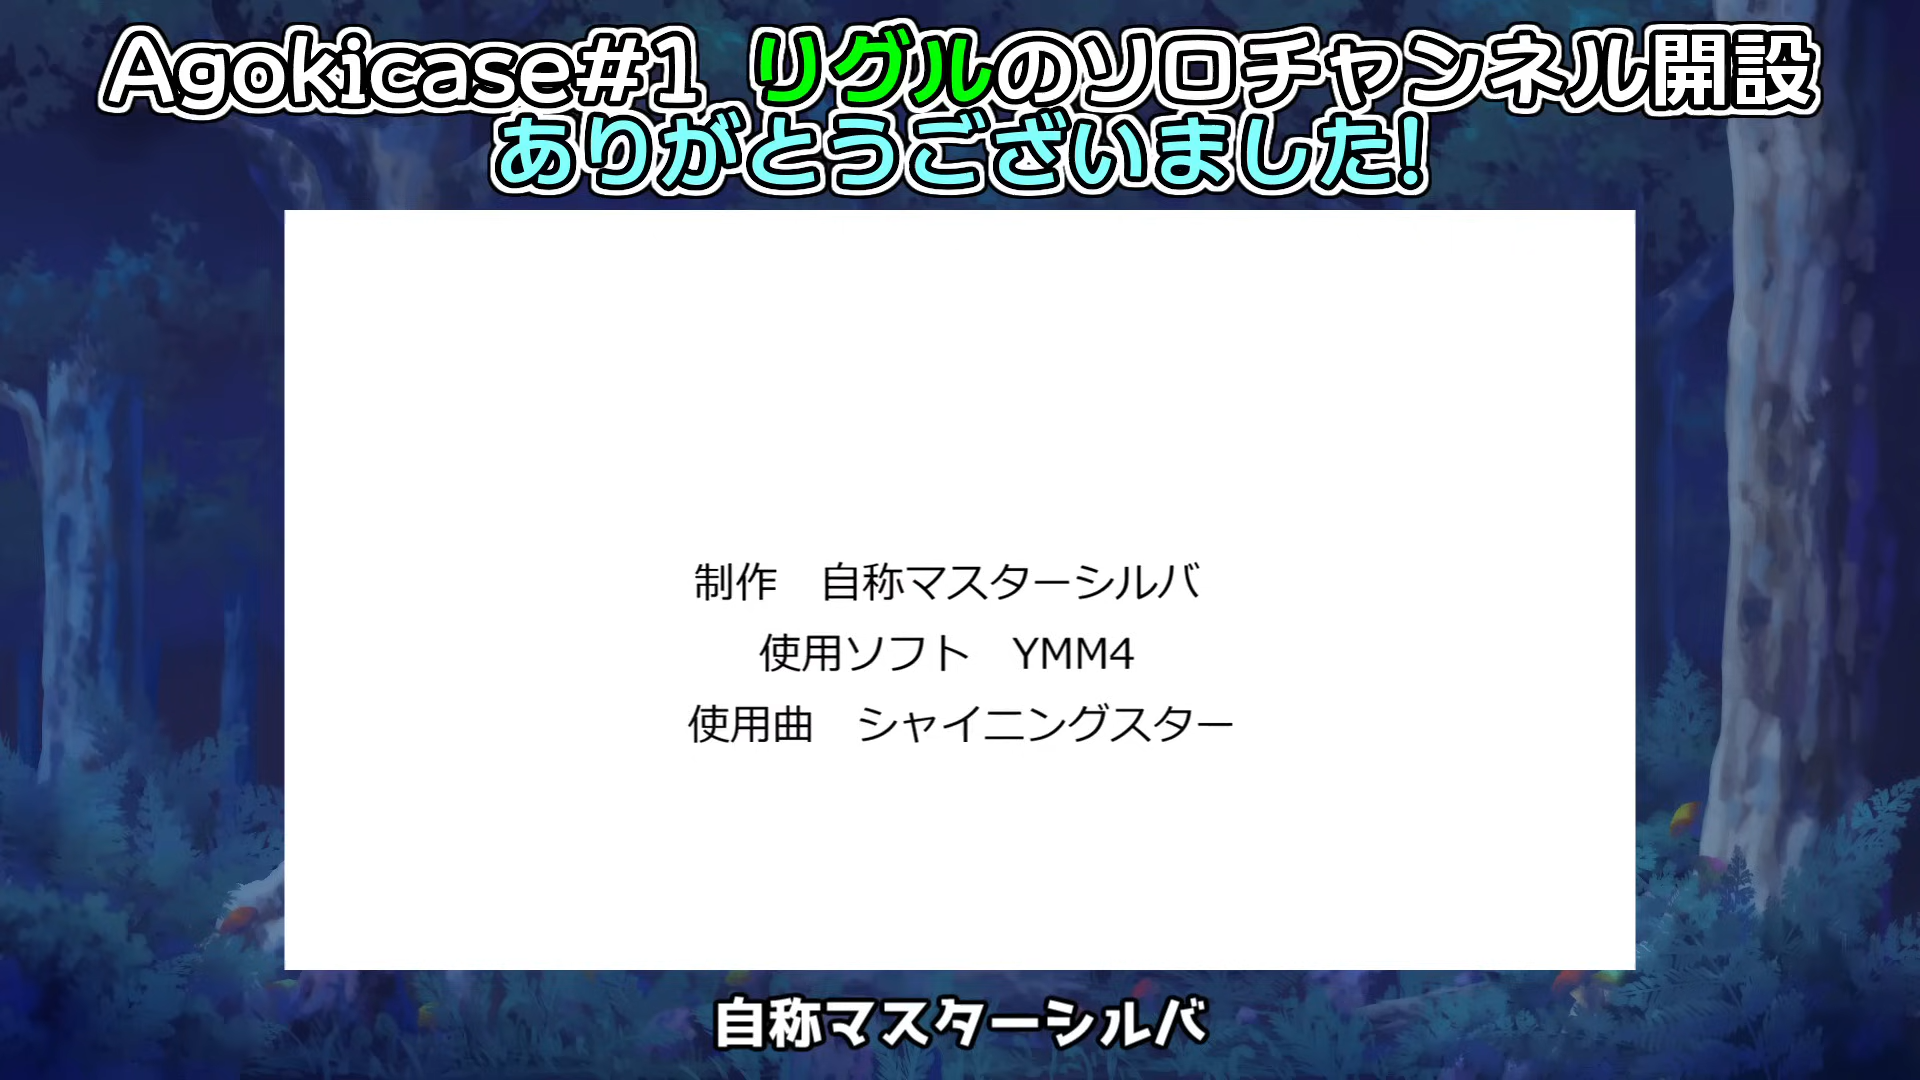 Agokicase#1 リグルのソロチャンネル開設
ありがとうございました!
制作　自称マスターシルバ
使用ソフト　YMM4
使用曲　シャイニングスター
自称マスターシルバ